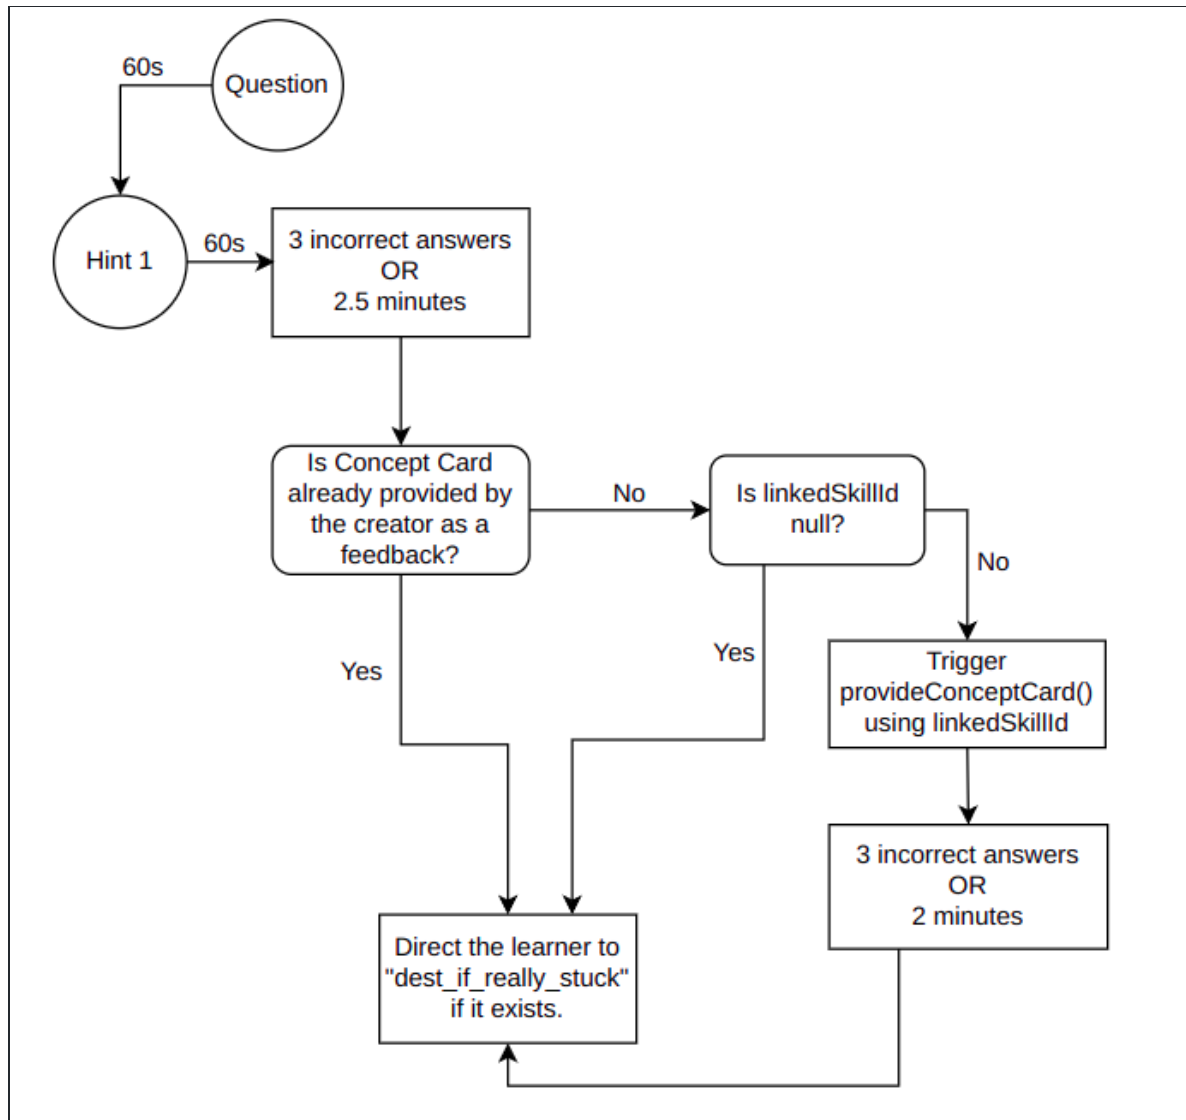 60s
Question
Hint 1
60s
3 incorrect answers
OR
2.5 minutes
Is Concept Card
already provided by
the creator as a
feedback?
No
Is linkedSkillId
null?
No
Yes
Yes
Trigger
provideConceptCard()
using linkedSkillId
3 incorrect answers
OR
2 minutes
Direct the learner to
"dest_if_really_stuck"
if it exists.